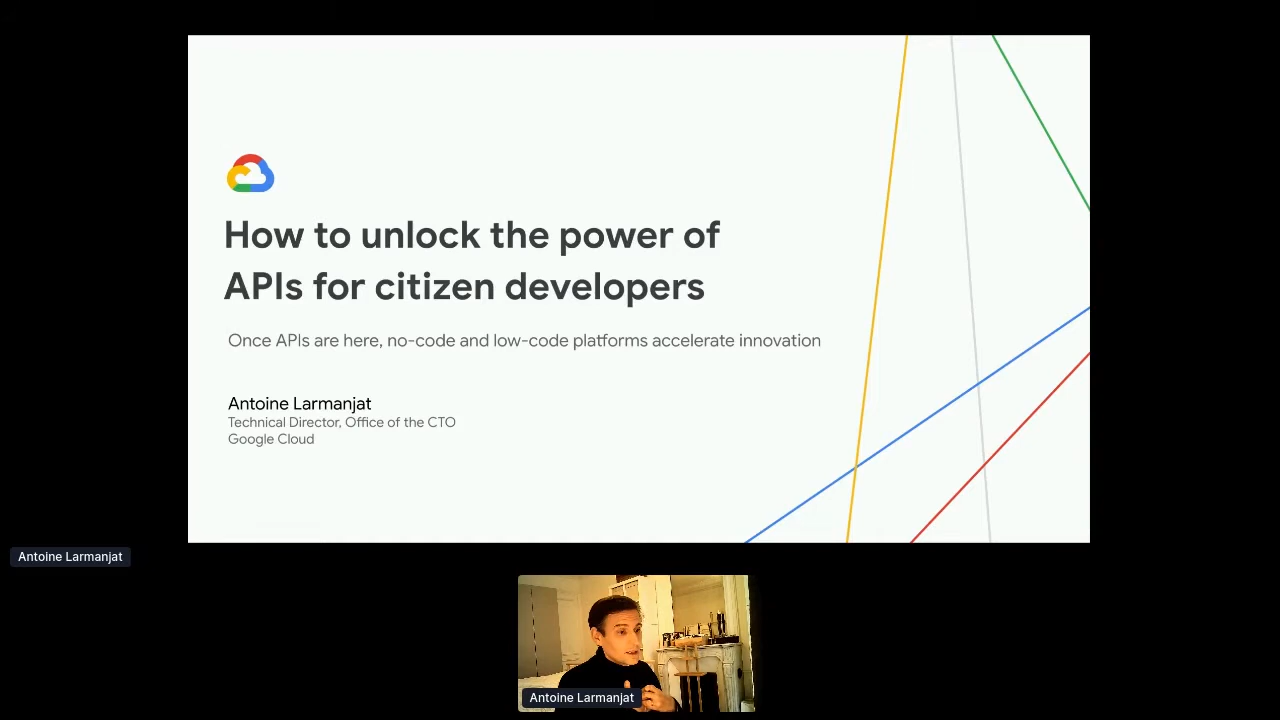 How to unlock the power of
APIs for citizen developers
Once APIs are here, no-code and low-code platforms accelerate innovation
Antoine Larmanjat
Technical Director, Office of the CTO
Google Cloud
Antoine Larmanjat
Antoine Larmanjat